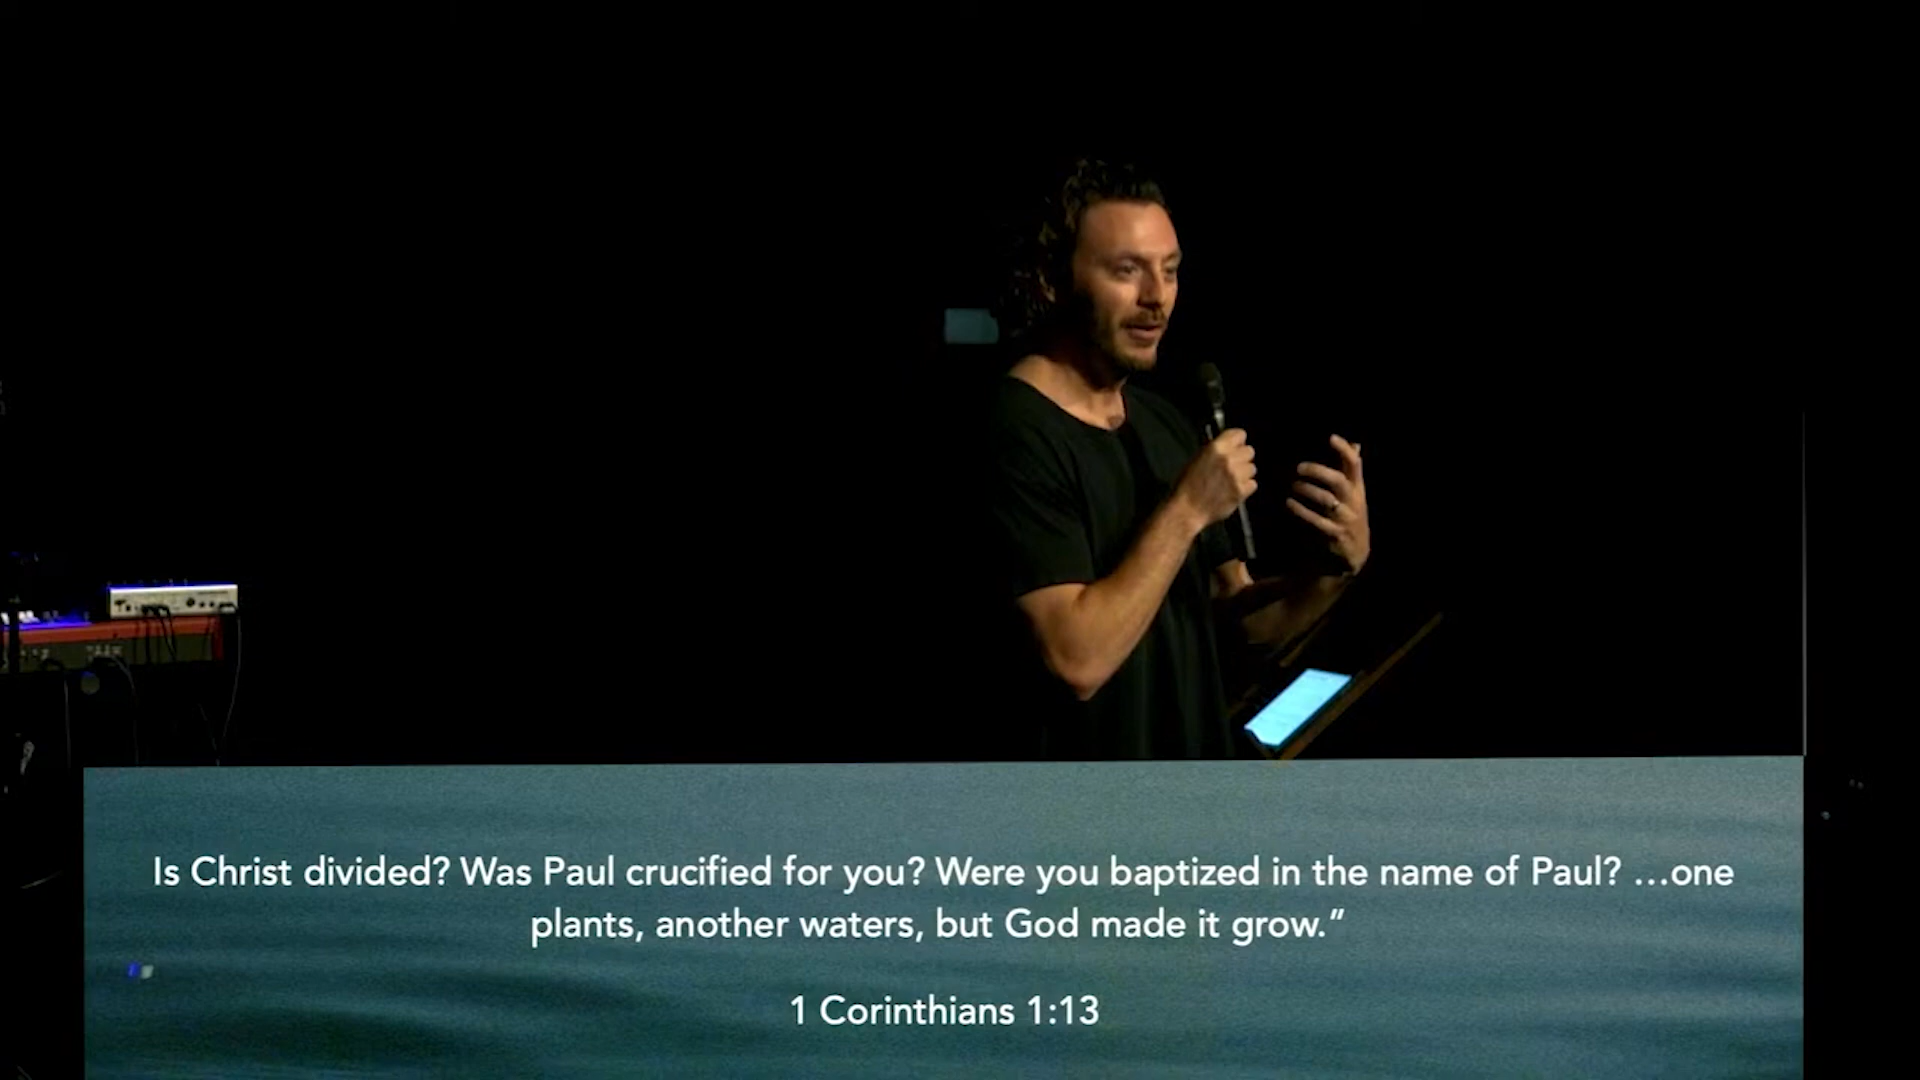 Is Christ divided? Was Paul crucified for you? Were you baptized in the name of Paul? …one
plants, another waters, but God made it grow.”
1 Corinthians 1:13